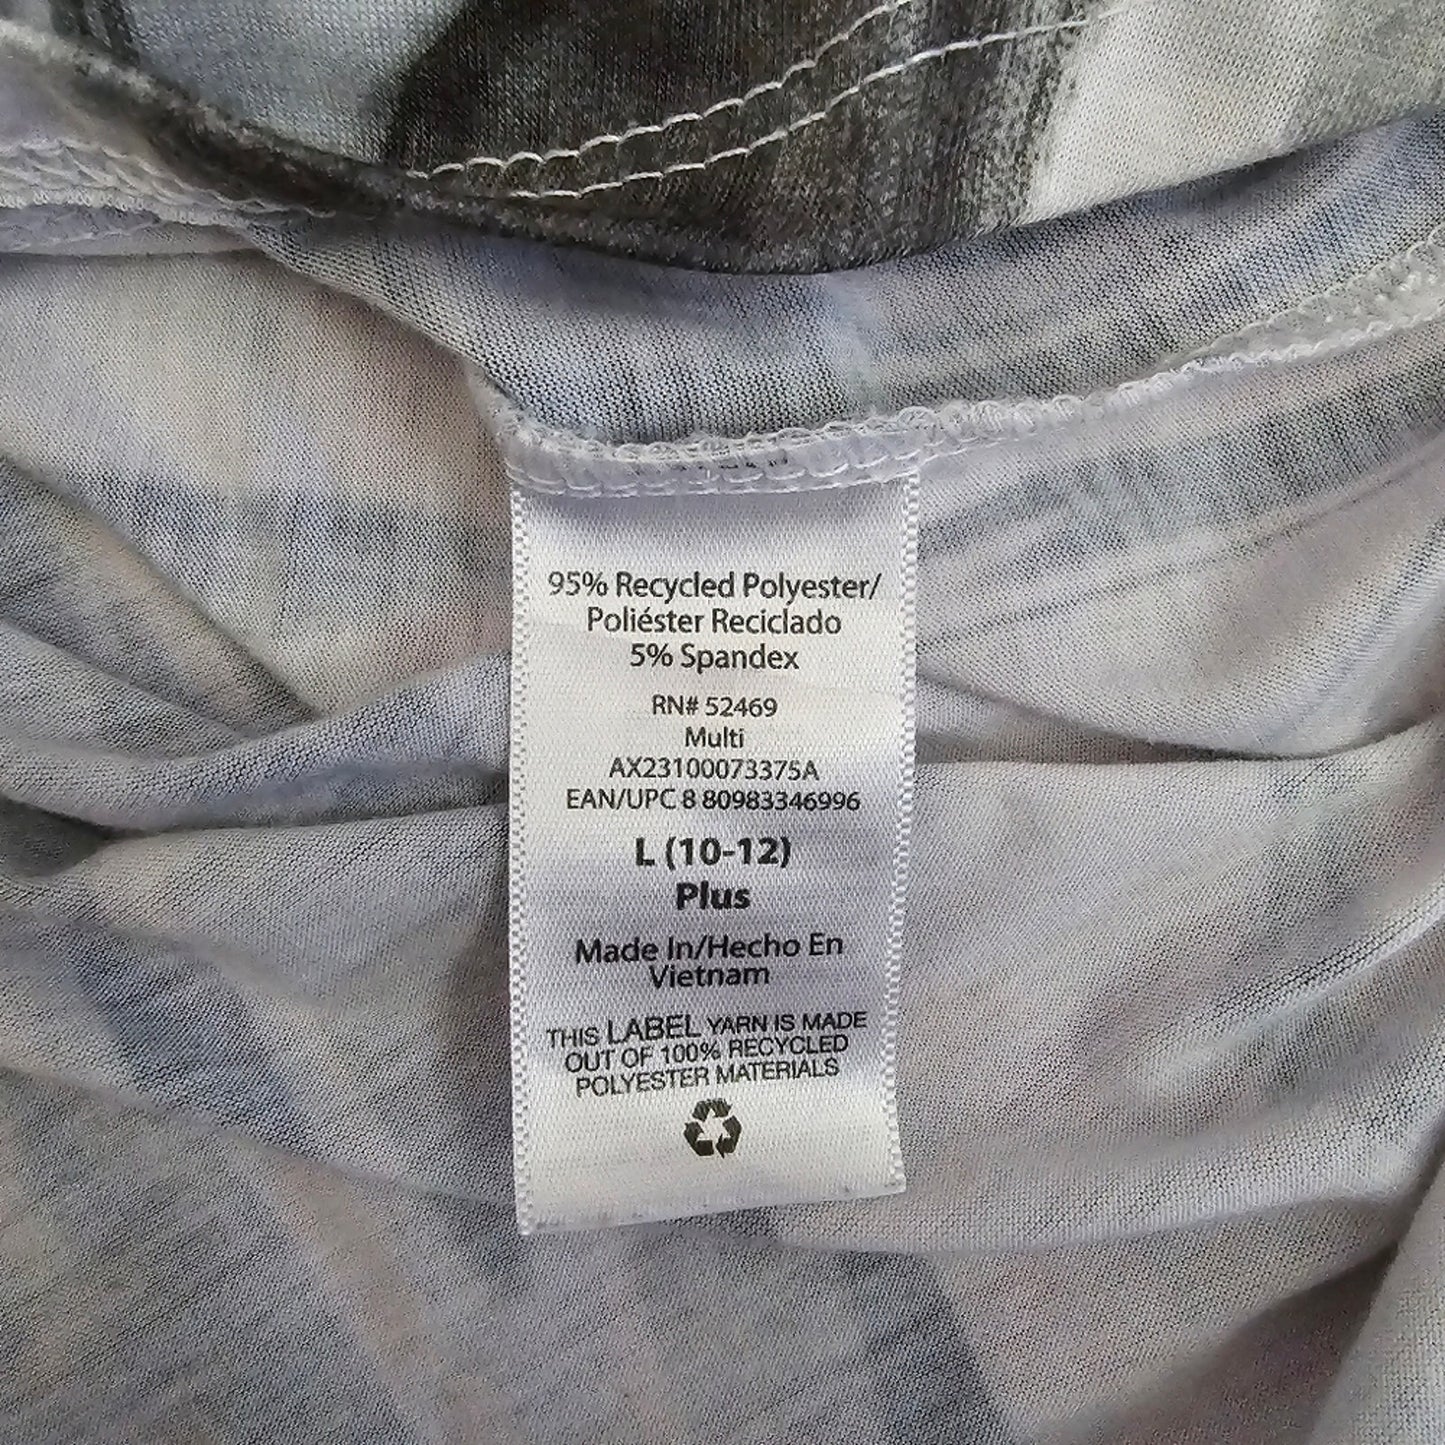 95% Recycled Polyester/
Poliéster Reciclado
5% Spandex
RN# 52469
Multi
AX23100073375A
EAN/UPC 8 80983346996
L (10-12)
Plus
Made In/Hecho En
Vietnam
THIS LABEL YARN IS MADE
OUT OF 100% RECYCLED
POLYESTER MATERIALS